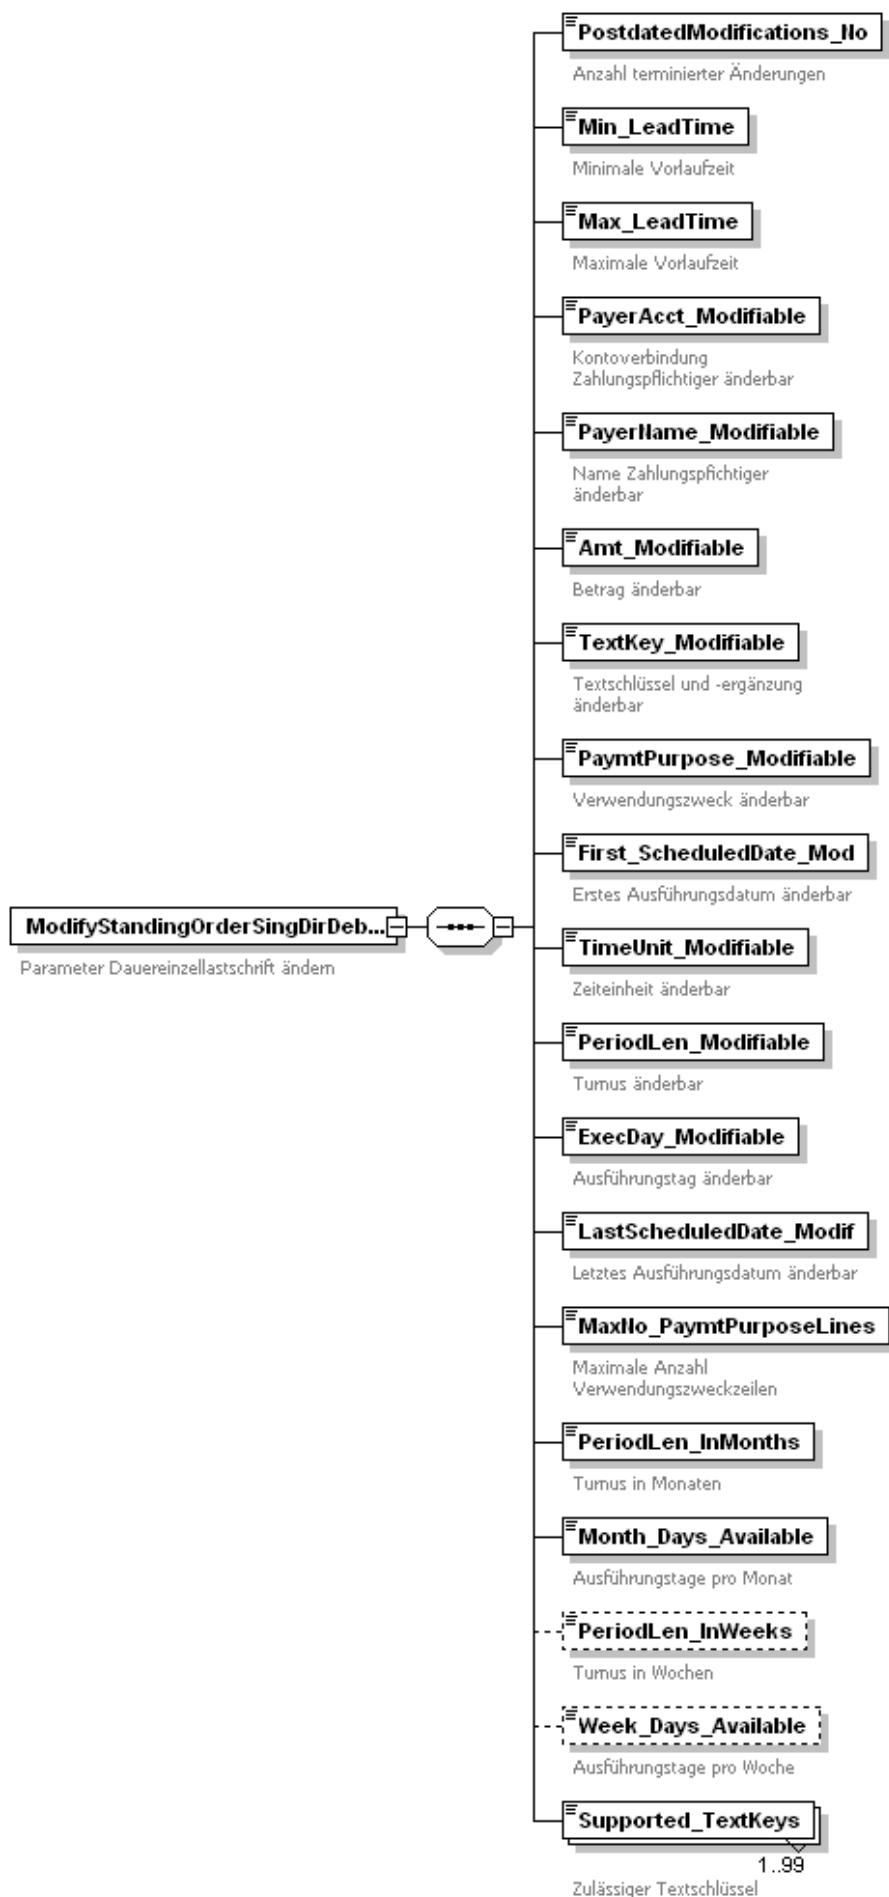 PostdatedModifications_No
Anzahl terminierter Änderungen
Min_LeadTime
Minimale Vorlaufzeit
Max_LeadTime
Maximale Vorlaufzeit
PayerAcct_Modifiable
Kontoverbindung
Zahlungspflichtiger änderbar
PayerName_Modifiable
Name Zahlungspfichtiger
änderbar
Amt_Modifiable
Betrag änderbar
TextKey_Modifiable
Textschlüssel und -ergänzung
änderbar
PaymtPurpose_Modifiable
Verwendungszweck änderbar
First_ScheduledDate_Mod
Erstes Ausführungsdatum änderbar
ModifyStandingOrderSingDirDeb...
Parameter Dauereinzellastschrift ändern
TimeUnit_Modifiable
Zeiteinheit änderbar
PeriodLen_Modifiable
Turnus änderbar
ExecDay_Modifiable
Ausführungstag änderbar
LastScheduledDate_Modif
Letztes Ausführungsdatum änderbar
MaxNo_PaymtPurposeLines
Maximale Anzahl
Verwendungszweckzeilen
PeriodLen_InMonths
Turnus in Monaten
Month_Days_Available
Ausführungstage pro Monat
PeriodLen_InWeeks
Turnus in Wochen
Week_Days_Available
Ausführungstage pro Woche
Supported_TextKeys
1..99
Zulässiger Textschlüssel